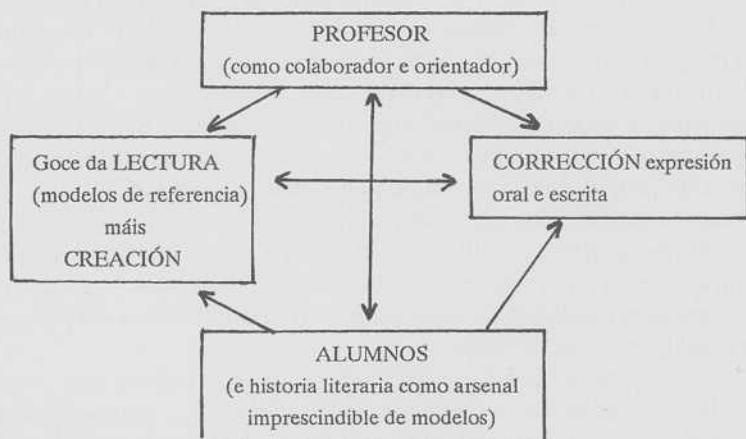 PROFESOR
(como colaborador e orientador)
Goce da LECTURA
(modelos de referencia)
máis
CREACIÓN
CORRECCIÓN expresión
oral e escrita
ALUMNOS
(e historia literaria como arsenal
imprescindible de modelos)